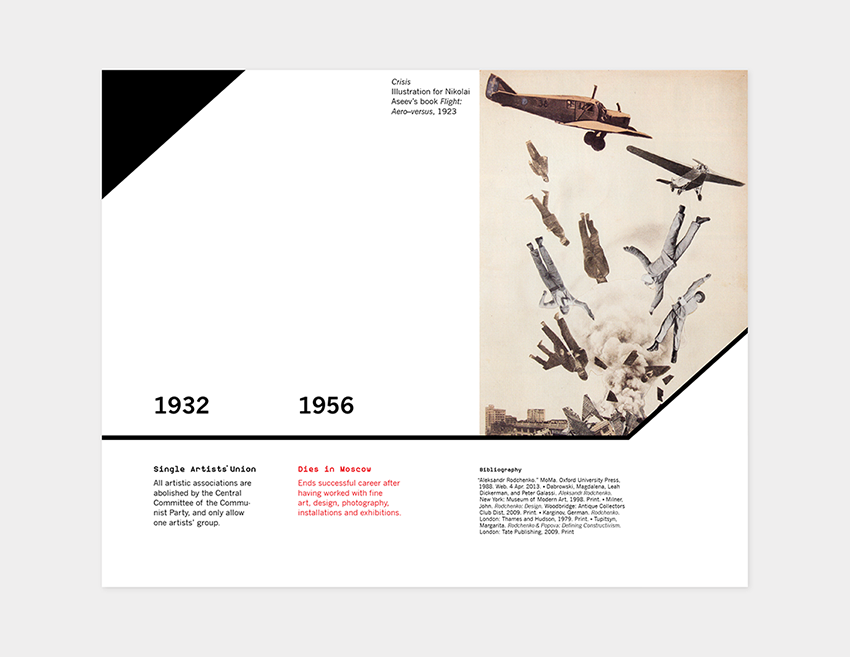 Crisis
Illustration for Nikolai
Aseev's book Flight:
Aero–versus, 1923
1932
1956
Single Artists' Union
All artistic associations are
abolished by the Central
Committee of the Commu-
nist Party, and only allow
one artists' group.
Dies in Moscow
Ends successful career after
having worked with fine
art, design, photography,
installations and exhibitions.
Bibliography
"Aleksandr Rodchenko." MoMa. Oxford University Press,
1988. Web. 4 Apr. 2013. • Dabrowski, Magdalena, Leah
Dickerman, and Peter Galassi. Aleksandr Rodchenko.
New York: Museum of Modern Art, 1998. Print. • Milner,
John. Rodchenko: Design. Woodbridge: Antique Collectors
Club Dist, 2009. Print. • Karginov, German. Rodchenko.
London: Thames and Hudson, 1979. Print. • Tupitsyn,
Margarita. Rodchenko & Popova: Defining Constructivism.
London: Tate Publishing, 2009. Print